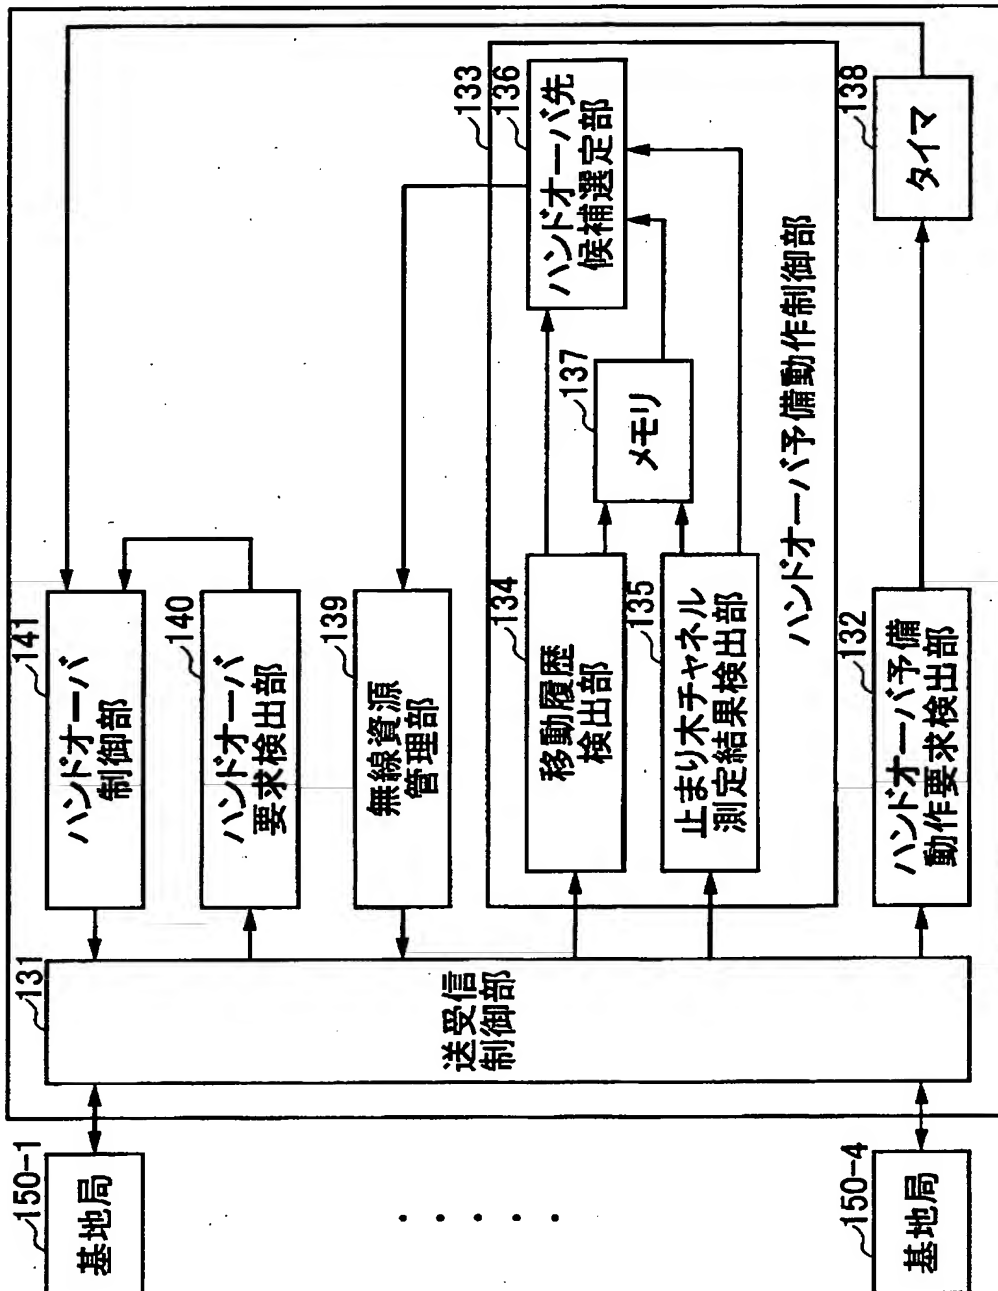 150-1
基地局
150-4
基地局
131
送受信
制御部
141
ハンドオーバ
制御部
140
ハンドオーバ
要求検出部
139
無線資源
管理部
133
134
移動履歴
検出部
135
止まり木チャネル
測定結果検出部
137
メモリ
136
ハンドオーバ先
候補選定部
ハンドオーバ予備動作制御部
132
ハンドオーバ予備
動作要求検出部
138
タイマ